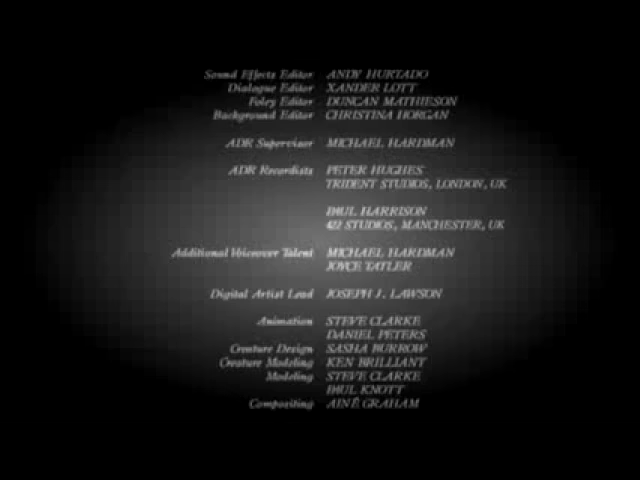 Sound Effects Editor ANDY HURTADO
Dialogue Editor XANDER LOTT
Foley Editor DUNCAN MATHIESON
Background Editor CHRISTINA HORGAN
ADR Supervisor MICHAEL HARDMAN
ADR Recordists PETER HUGHES
TRIDENT STUDIOS, LONDON, UK
PAUL HARRISON
422 STUDIOS, MANCHESTER, UK
Additional Voiceover Talent MICHAEL HARDMAN
JOYCE TATLER
Digital Artist Lead JOSEPH J. LAWSON
Animation STEVE CLARKE
DANIEL PETERS
Creature Design SASHA BURROW
Creature Modeling KEN BRILLIANT
Modeling STEVE CLARKE
PAUL KNOTT
Compositing AINÉ GRAHAM